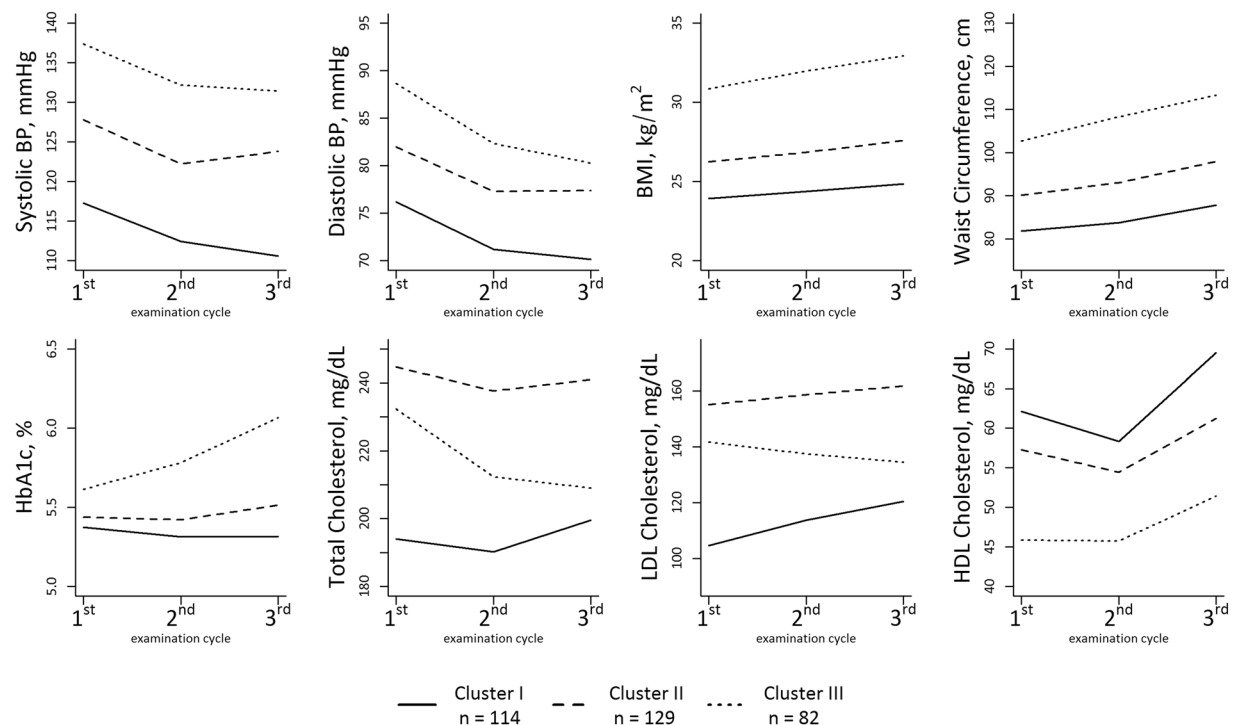 Systolic BP, mmHg
140
135
130
125
120
115
110
1st 2nd 3rd
examination cycle
Diastolic BP, mmHg
95
90
85
80
75
70
1st 2nd 3rd
examination cycle
BMI, kg/m²
35
30
25
20
1st 2nd 3rd
examination cycle
Waist Circumference, cm
130
120
110
100
90
80
1st 2nd 3rd
examination cycle
HbA1c, %
6.5
6.0
5.5
5.0
1st 2nd 3rd
examination cycle
Total Cholesterol, mg/dL
240
220
200
180
1st 2nd 3rd
examination cycle
LDL Cholesterol, mg/dL
160
140
120
100
1st 2nd 3rd
examination cycle
HDL Cholesterol, mg/dL
70
65
60
55
50
45
40
1st 2nd 3rd
examination cycle
Cluster I
n = 114
Cluster II
n = 129
Cluster III
n = 82